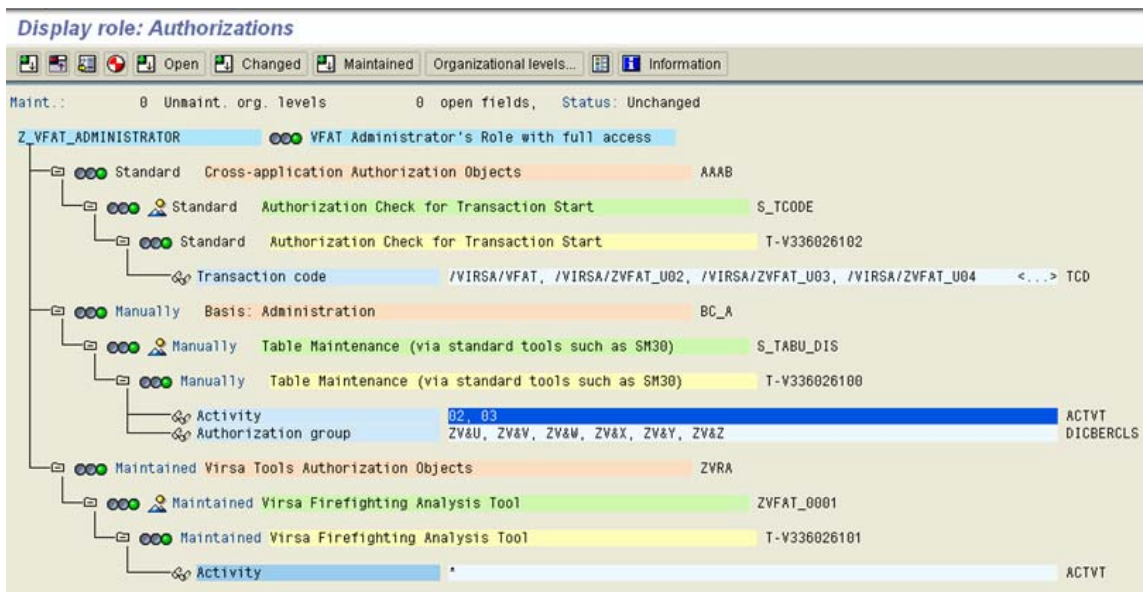 Display role: Authorizations
Open Changed Maintained Organizational levels... Information
Maint.: 0 Unmaint. org. levels 0 open fields, Status: Unchanged
Z_VFAT_ADMINISTRATOR VFAT Administrator's Role with full access
Standard Cross-application Authorization Objects AAAB
Standard Authorization Check for Transaction Start S_TCODE
Standard Authorization Check for Transaction Start T-V336026102
Transaction code /VIRSA/VFAT, /VIRSA/ZVFAT_U02, /VIRSA/ZVFAT_U03, /VIRSA/ZVFAT_U04 <...> TCD
Manually Basis: Administration BC_A
Manually Table Maintenance (via standard tools such as SM30) S_TABU_DIS
Manually Table Maintenance (via standard tools such as SM30) T-V336026100
Activity 02, 03 ACTVT
Authorization group ZV&U, ZV&V, ZV&W, ZV&X, ZV&Y, ZV&Z DICBERCLS
Maintained Virsa Tools Authorization Objects ZVRA
Maintained Virsa Firefighting Analysis Tool ZVFAT_0001
Maintained Virsa Firefighting Analysis Tool T-V336026101
Activity * ACTVT